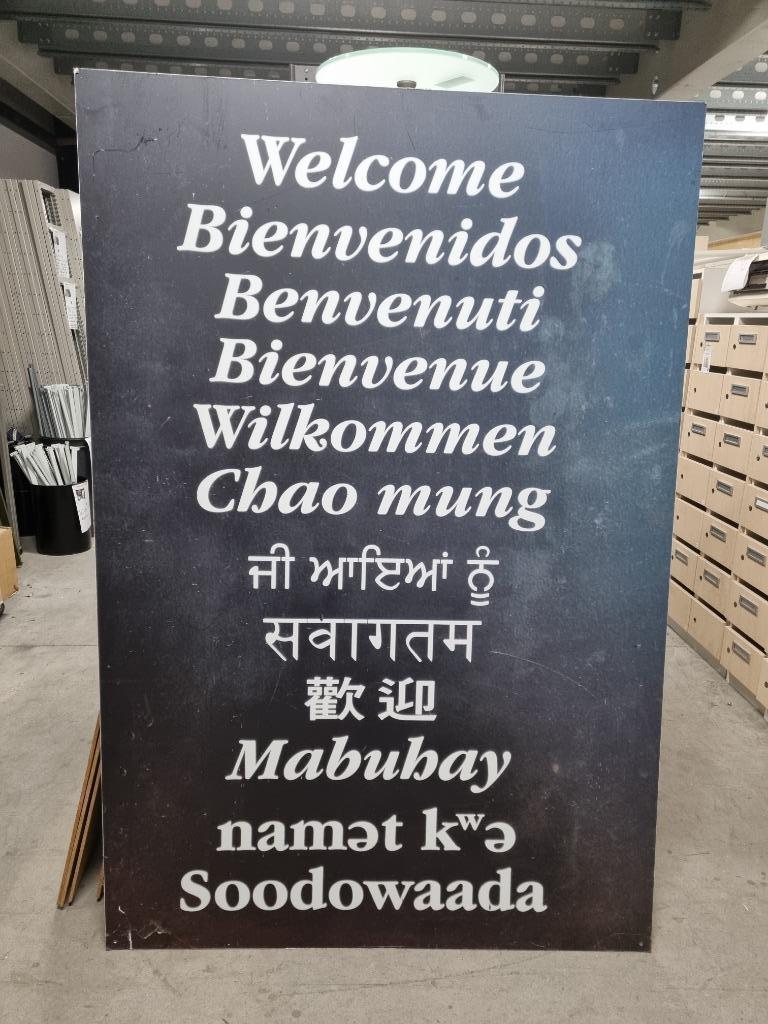 Welcome
Bienvenidos
Benvenuti
Bienvenue
Wilkommen
Chao mung
ਜੀ ਆਇਆਂ ਨੂੰ
सवागतम
歡迎
Mabuhay
namət kʷə
Soodowaada